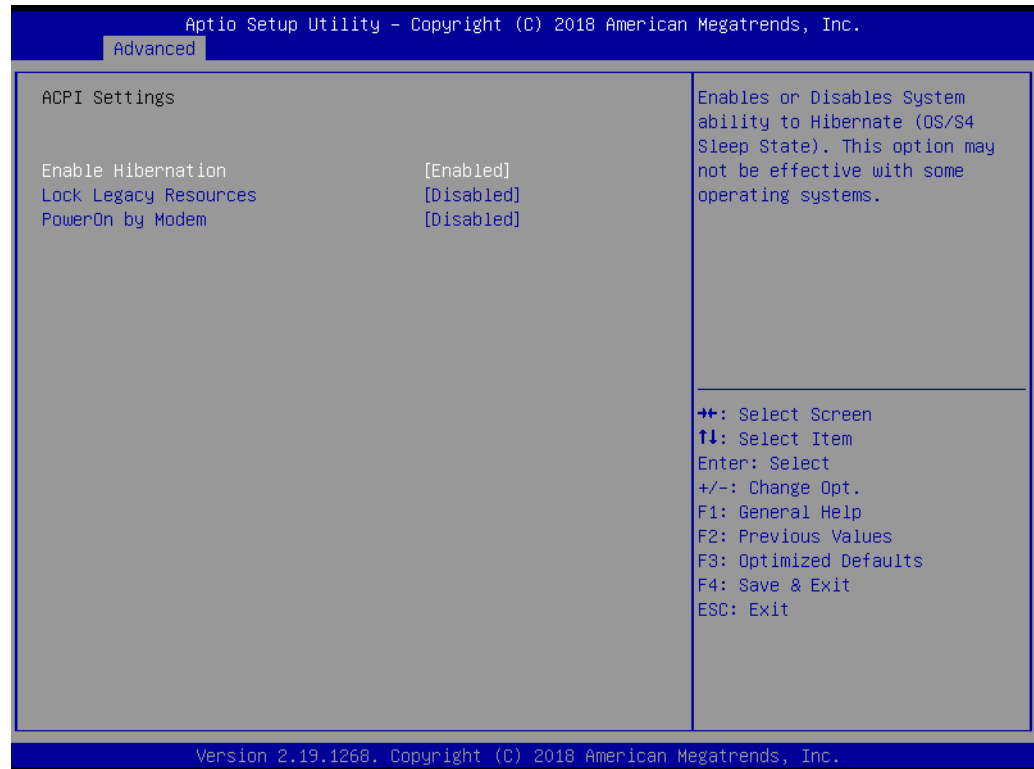 Aptio Setup Utility – Copyright (C) 2018 American Megatrends, Inc.
Advanced
ACPI Settings
Enable Hibernation [Enabled]
Lock Legacy Resources [Disabled]
PowerOn by Modem [Disabled]
Enables or Disables System
ability to Hibernate (OS/S4
Sleep State). This option may
not be effective with some
operating systems.
→←: Select Screen
↑↓: Select Item
Enter: Select
+/-: Change Opt.
F1: General Help
F2: Previous Values
F3: Optimized Defaults
F4: Save & Exit
ESC: Exit
Version 2.19.1268. Copyright (C) 2018 American Megatrends, Inc.